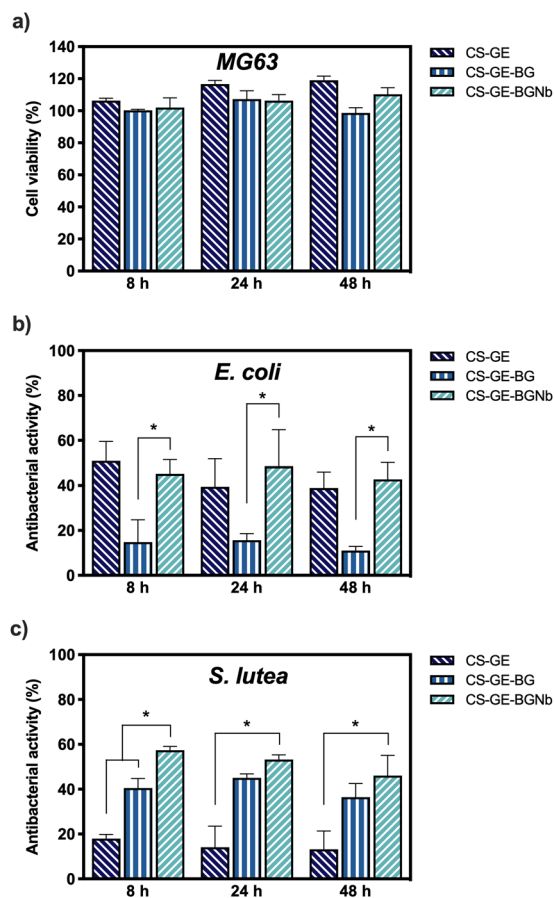 a)
MG63
Cell viability (%)
140
120
100
80
60
40
20
0
8 h
24 h
48 h
CS-GE
CS-GE-BG
CS-GE-BGNb
b)
E. coli
Antibacterial activity (%)
100
80
60
40
20
0
*
*
*
8 h
24 h
48 h
CS-GE
CS-GE-BG
CS-GE-BGNb
c)
S. lutea
Antibacterial activity (%)
100
80
60
40
20
0
*
*
*
8 h
24 h
48 h
CS-GE
CS-GE-BG
CS-GE-BGNb